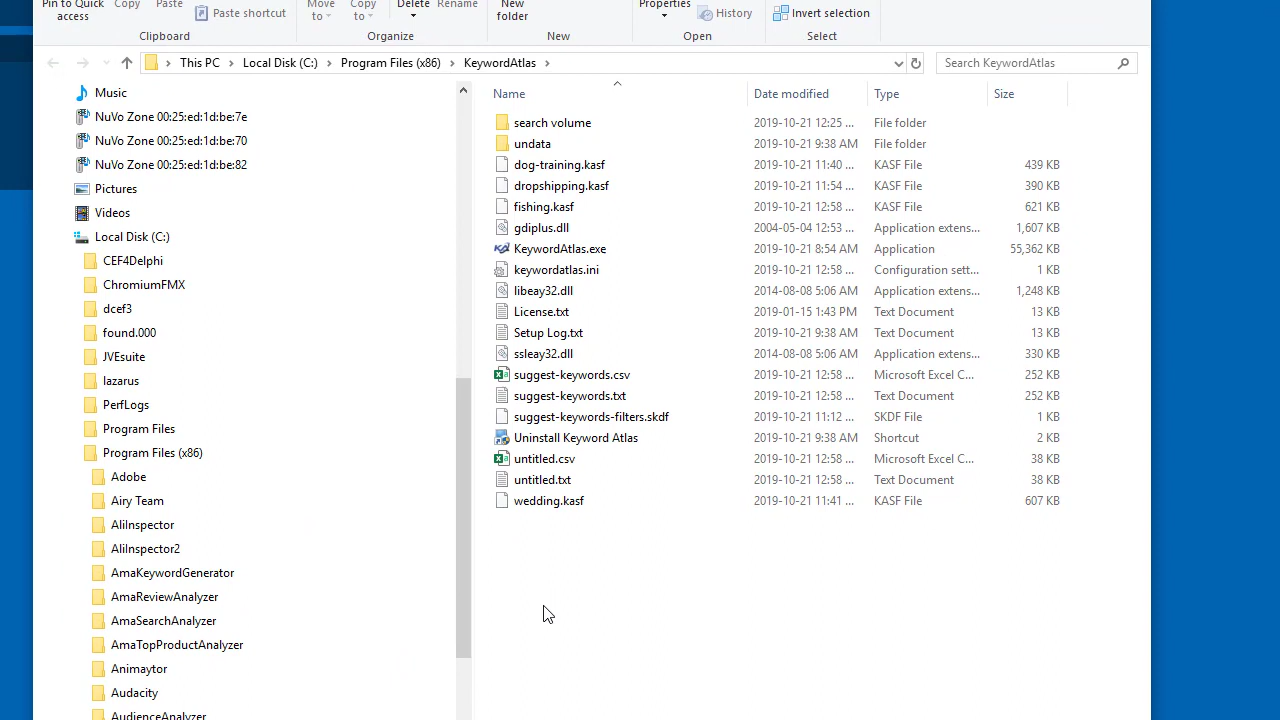 Pin to Quick access
Copy
Paste
Paste shortcut
Move to
Copy to
Delete
Rename
New folder
Properties
History
Invert selection
Clipboard
Organize
New
Open
Select
This PC
Local Disk (C:)
Program Files (x86)
KeywordAtlas
Search KeywordAtlas
Music
NuVo Zone 00:25:ed:1d:be:7e
NuVo Zone 00:25:ed:1d:be:70
NuVo Zone 00:25:ed:1d:be:82
Pictures
Videos
Local Disk (C:)
CEF4Delphi
ChromiumFMX
dcef3
found.000
JVEsuite
lazarus
PerfLogs
Program Files
Program Files (x86)
Adobe
Airy Team
AliInspector
AliInspector2
AmaKeywordGenerator
AmaReviewAnalyzer
AmaSearchAnalyzer
AmaTopProductAnalyzer
Animaytor
Audacity
AudienceAnalyzer
Name Date modified Type Size
search volume 2019-10-21 12:25 ... File folder
undata 2019-10-21 9:38 AM File folder
dog-training.kasf 2019-10-21 11:40 ... KASF File 439 KB
dropshipping.kasf 2019-10-21 11:54 ... KASF File 390 KB
fishing.kasf 2019-10-21 12:58 ... KASF File 621 KB
gdiplus.dll 2004-05-04 12:53 ... Application extens... 1,607 KB
KeywordAtlas.exe 2019-10-21 8:54 AM Application 55,362 KB
keywordatlas.ini 2019-10-21 12:58 ... Configuration sett... 1 KB
libeay32.dll 2014-08-08 5:06 AM Application extens... 1,248 KB
License.txt 2019-01-15 1:43 PM Text Document 13 KB
Setup Log.txt 2019-10-21 9:38 AM Text Document 13 KB
ssleay32.dll 2014-08-08 5:06 AM Application extens... 330 KB
suggest-keywords.csv 2019-10-21 12:58 ... Microsoft Excel C... 252 KB
suggest-keywords.txt 2019-10-21 12:58 ... Text Document 252 KB
suggest-keywords-filters.skdf 2019-10-21 11:12 ... SKDF File 1 KB
Uninstall Keyword Atlas 2019-10-21 9:38 AM Shortcut 2 KB
untitled.csv 2019-10-21 12:58 ... Microsoft Excel C... 38 KB
untitled.txt 2019-10-21 12:58 ... Text Document 38 KB
wedding.kasf 2019-10-21 11:41 ... KASF File 607 KB